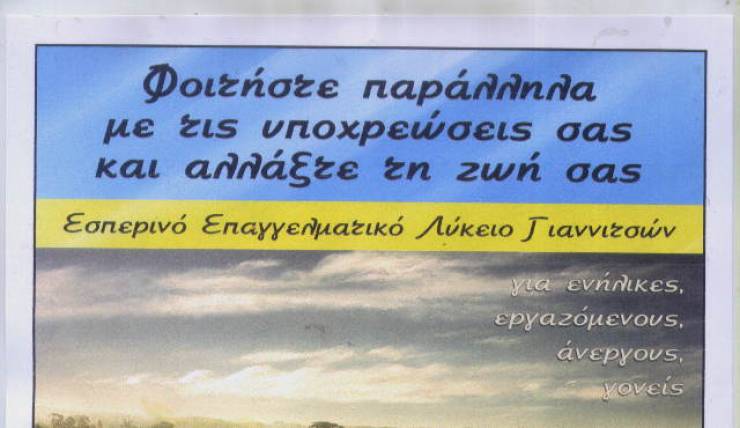 Φοιτήστε παράλληλα
με τις υποχρεώσεις σας
και αλλάξτε τη ζωή σας
Εσπερινό Επαγγελματικό Λύκειο Γιαννιτσών
για ενήλικες,
εργαζόμενους,
άνεργους,
γονείς